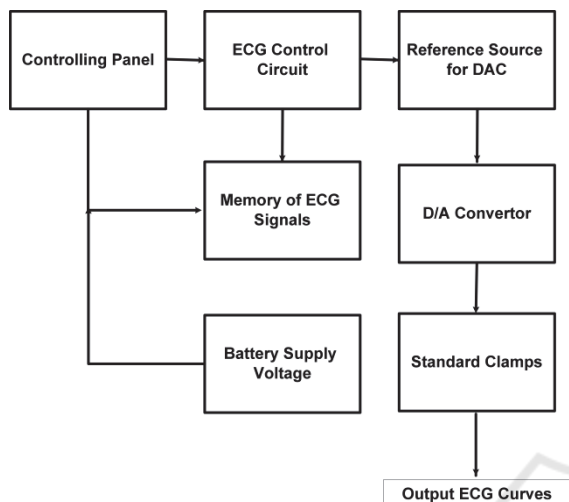 Controlling Panel
ECG Control
Circuit
Reference Source
for DAC
Memory of ECG
Signals
D/A Convertor
Battery Supply
Voltage
Standard Clamps
Output ECG Curves